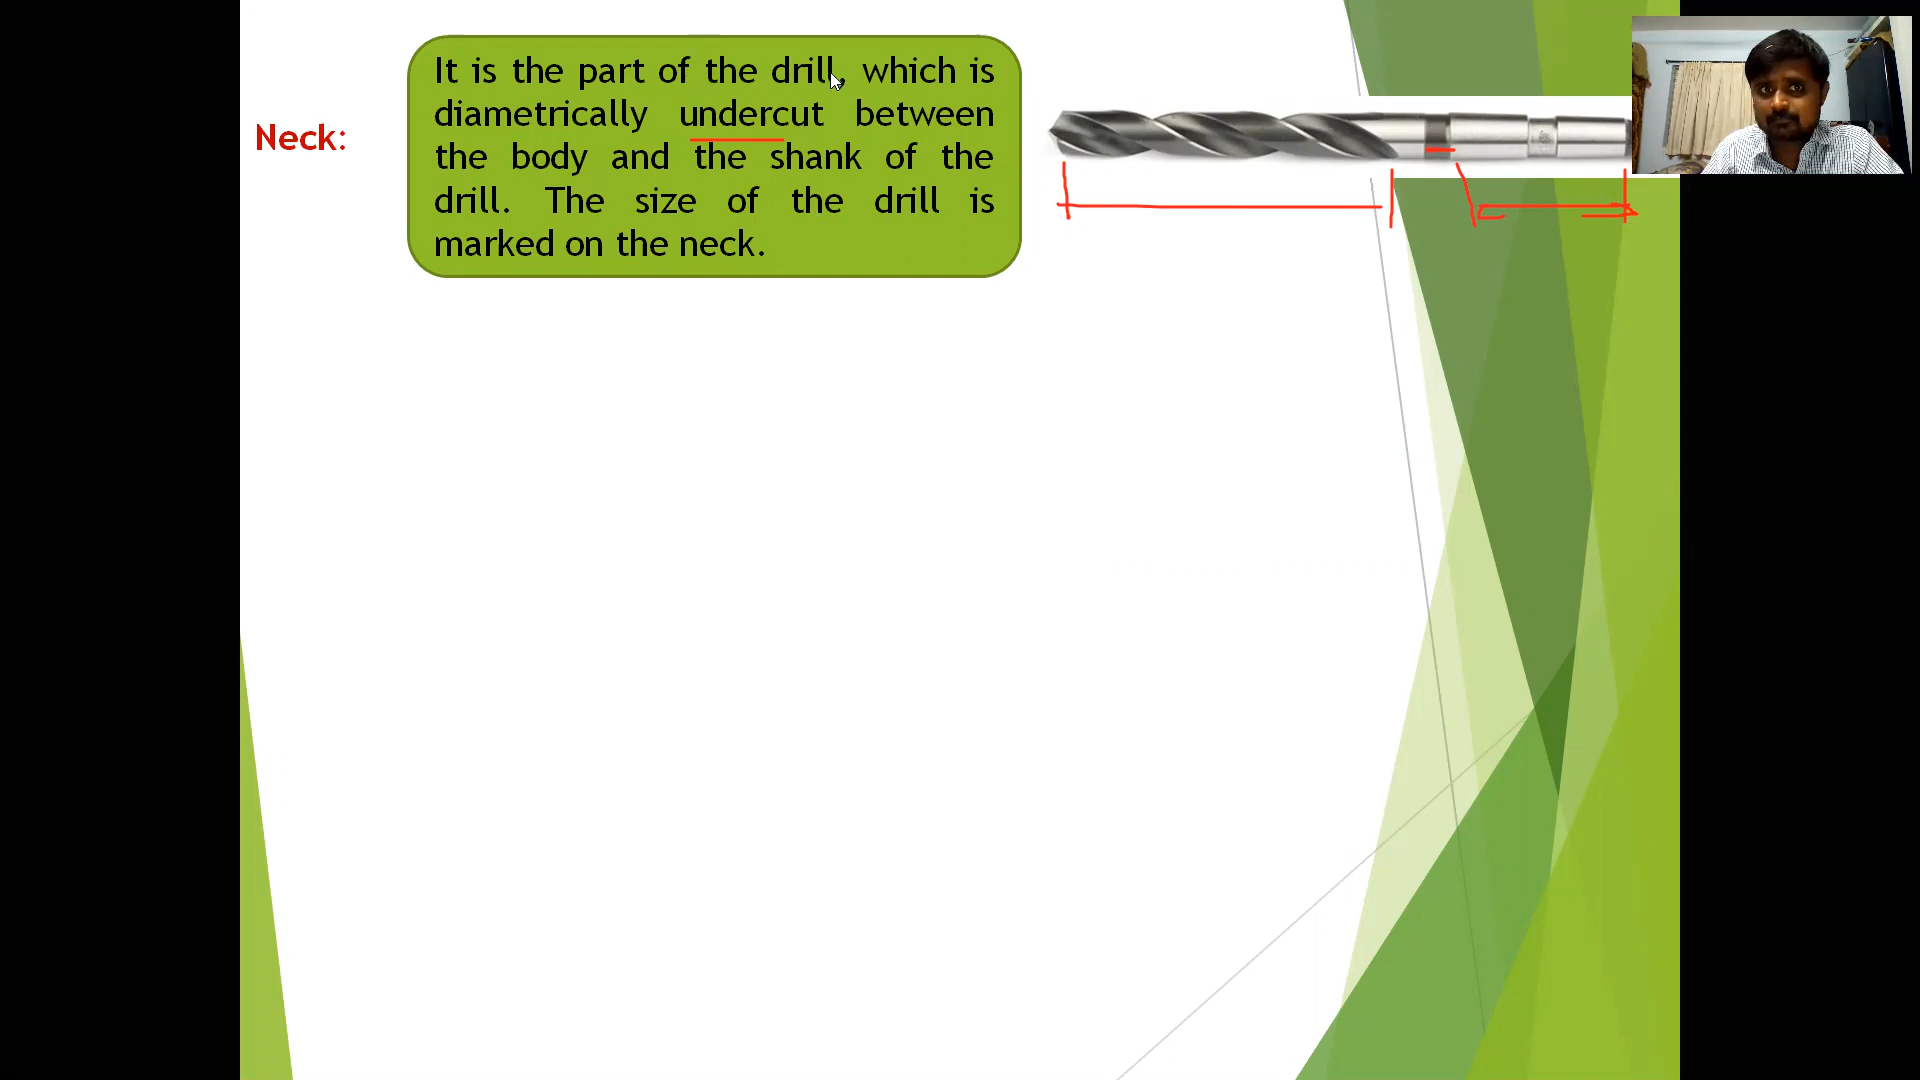 Neck:
It is the part of the drill, which is
diametrically undercut between
the body and the shank of the
drill. The size of the drill is
marked on the neck.